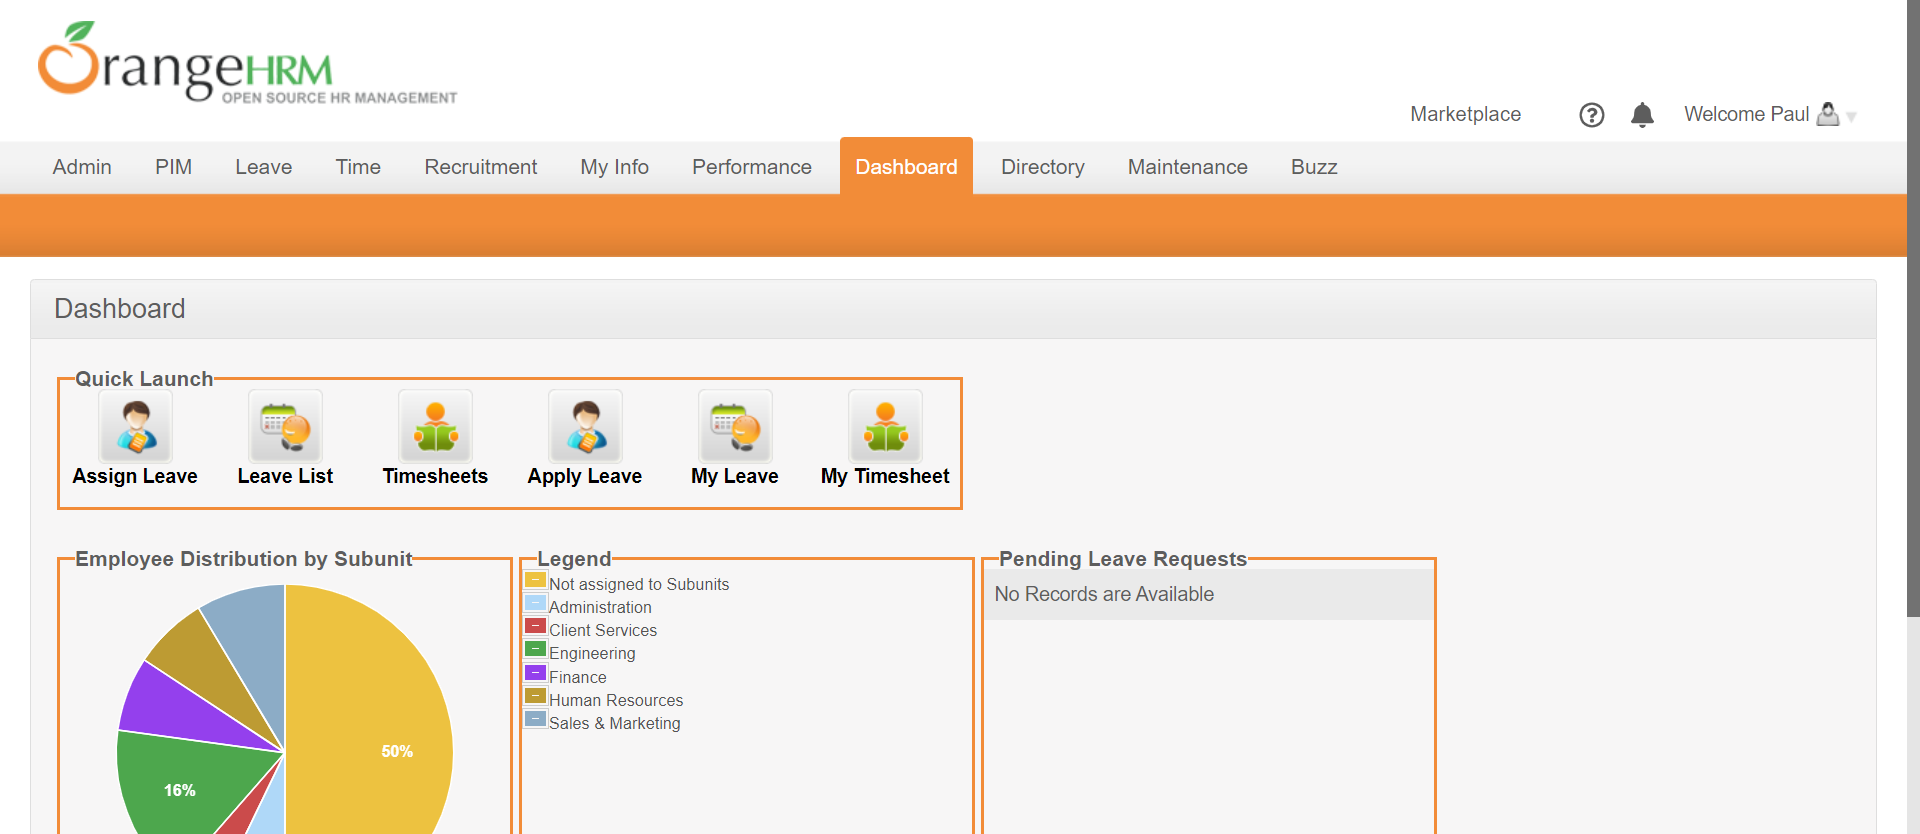 OrangeHRM
OPEN SOURCE HR MANAGEMENT
Marketplace
?
Welcome Paul
Admin PIM Leave Time Recruitment My Info Performance Dashboard Directory Maintenance Buzz
Dashboard
Quick Launch
Assign Leave Leave List Timesheets Apply Leave My Leave My Timesheet
Employee Distribution by Subunit
50%
16%
Legend
Not assigned to Subunits
Administration
Client Services
Engineering
Finance
Human Resources
Sales & Marketing
Pending Leave Requests
No Records are Available